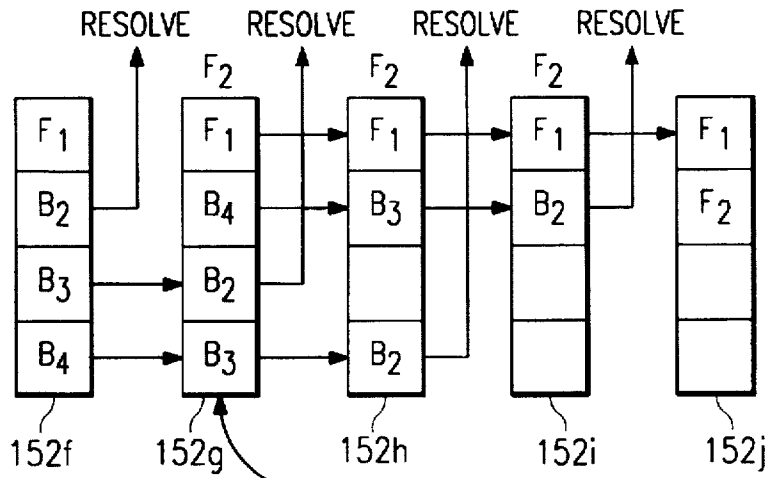 RESOLVE RESOLVE RESOLVE RESOLVE
F2 F2 F2
F1 F1 F1 F1 F1
B2 B4 B3 B2 F2
B3 B2
B4 B3 B2
152f 152g 152h 152i 152j